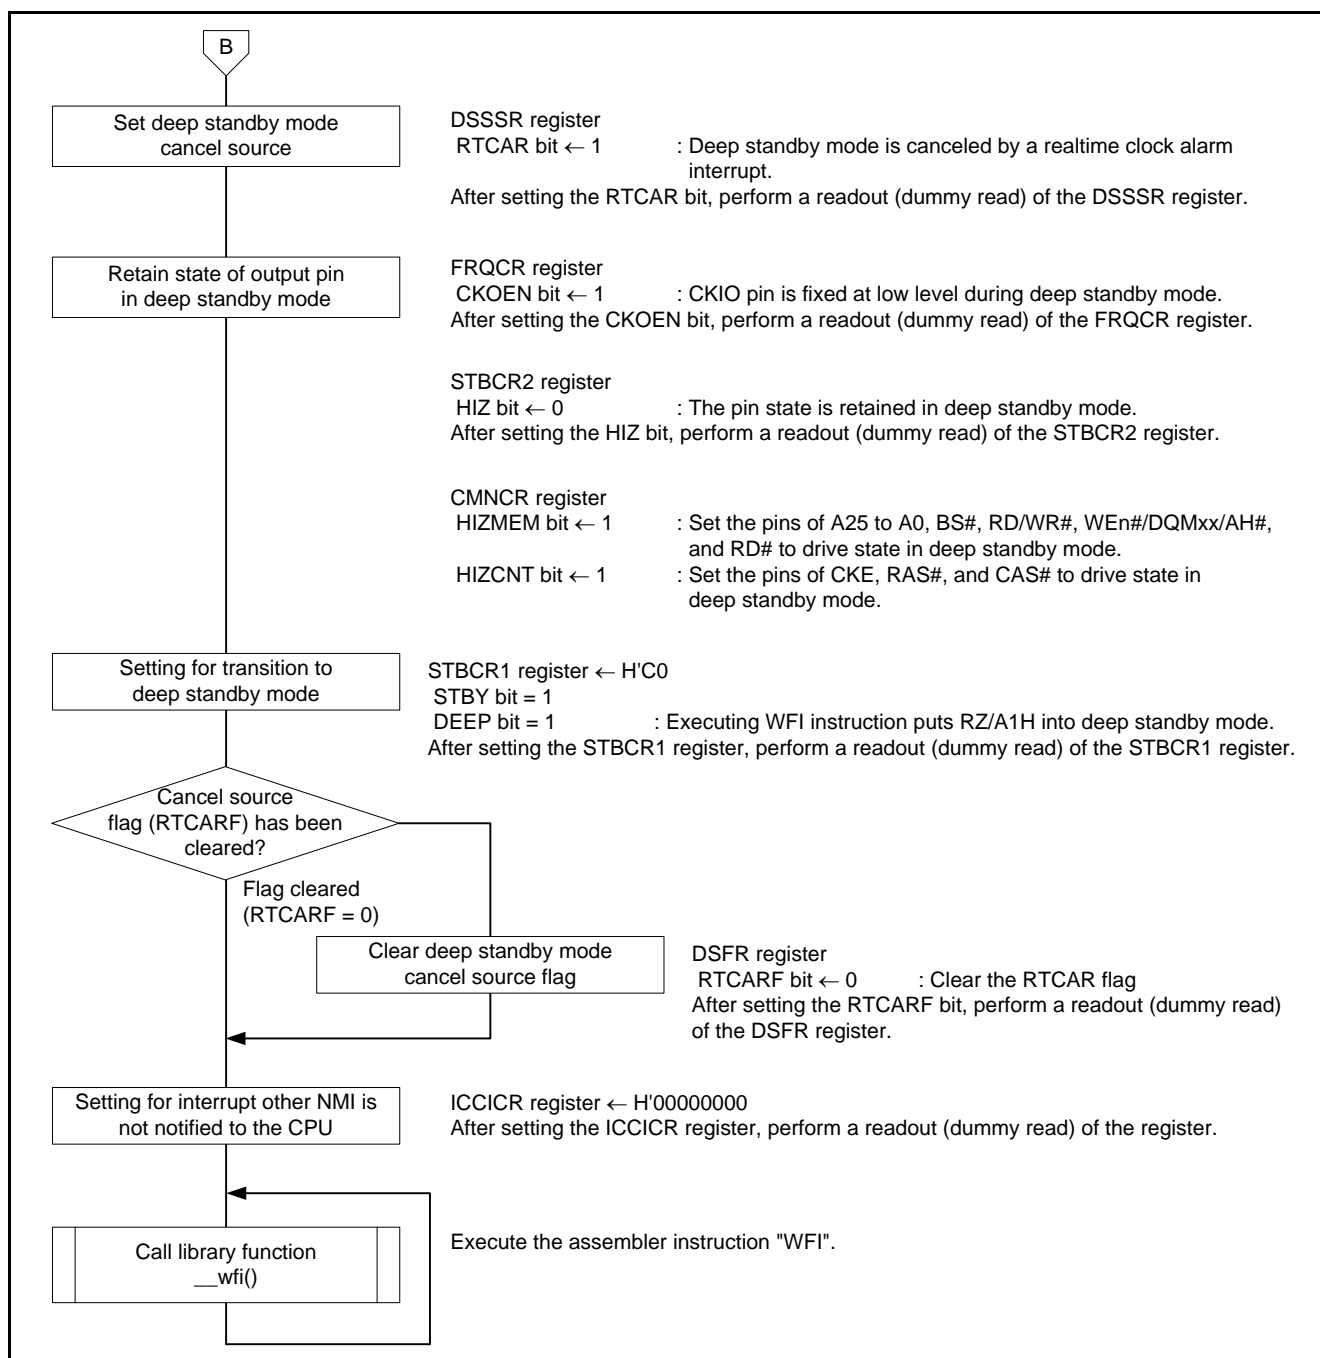 B
Set deep standby mode
cancel source
DSSSR register
RTCAR bit ← 1 : Deep standby mode is canceled by a realtime clock alarm
interrupt.
After setting the RTCAR bit, perform a readout (dummy read) of the DSSSR register.
Retain state of output pin
in deep standby mode
FRQCR register
CKOEN bit ← 1 : CKIO pin is fixed at low level during deep standby mode.
After setting the CKOEN bit, perform a readout (dummy read) of the FRQCR register.
STBCR2 register
HIZ bit ← 0 : The pin state is retained in deep standby mode.
After setting the HIZ bit, perform a readout (dummy read) of the STBCR2 register.
CMNCR register
HIZMEM bit ← 1 : Set the pins of A25 to A0, BS#, RD/WR#, WEn#/DQMxx/AH#,
and RD# to drive state in deep standby mode.
HIZCNT bit ← 1 : Set the pins of CKE, RAS#, and CAS# to drive state in
deep standby mode.
Setting for transition to
deep standby mode
STBCR1 register ← H'C0
STBY bit = 1
DEEP bit = 1 : Executing WFI instruction puts RZ/A1H into deep standby mode.
After setting the STBCR1 register, perform a readout (dummy read) of the STBCR1 register.
Cancel source
flag (RTCARF) has been
cleared?
Flag cleared
(RTCARF = 0)
Clear deep standby mode
cancel source flag
DSFR register
RTCARF bit ← 0 : Clear the RTCAR flag
After setting the RTCARF bit, perform a readout (dummy read)
of the DSFR register.
Setting for interrupt other NMI is
not notified to the CPU
ICCICR register ← H'00000000
After setting the ICCICR register, perform a readout (dummy read) of the register.
Call library function
__wfi()
Execute the assembler instruction "WFI".